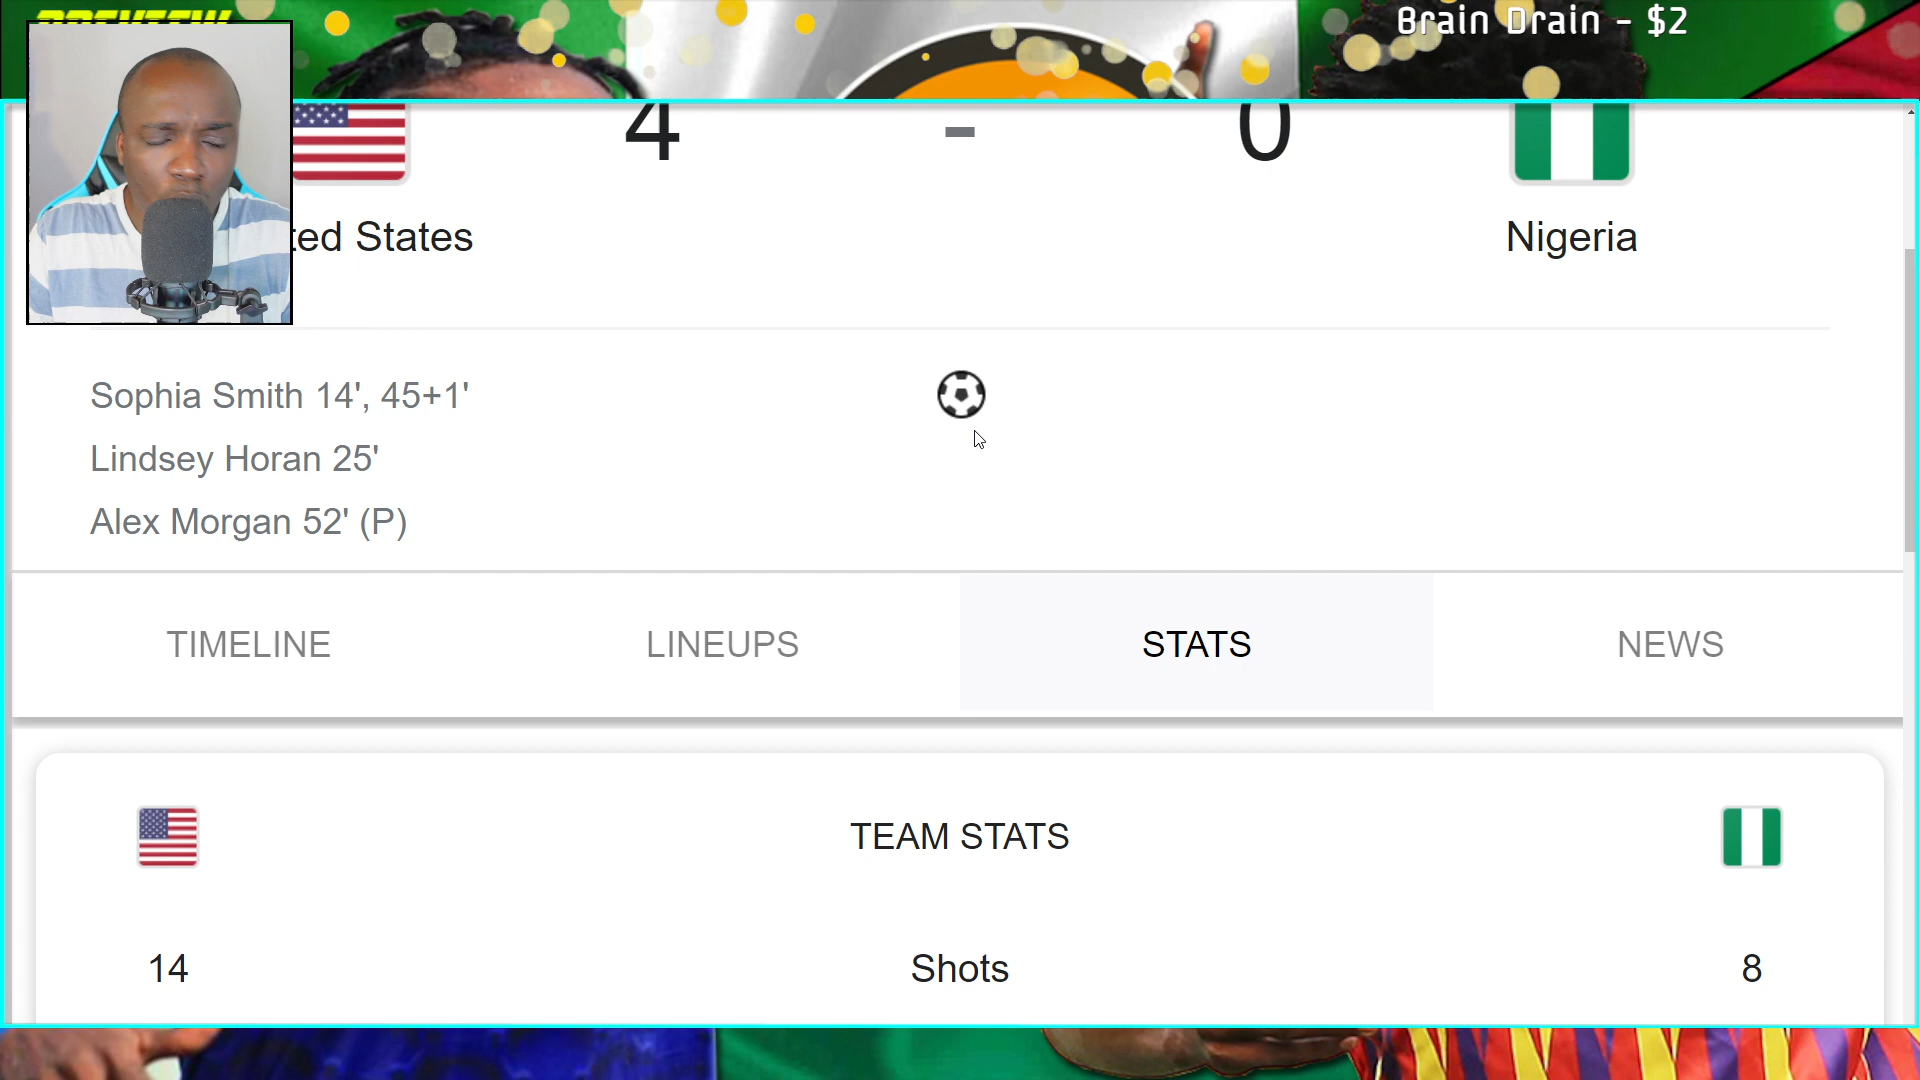 Brain Drain - $2
4 - 0
ted States
Nigeria
Sophia Smith 14', 45+1'
Lindsey Horan 25'
Alex Morgan 52' (P)
TIMELINE
LINEUPS
STATS
NEWS
TEAM STATS
14 Shots 8